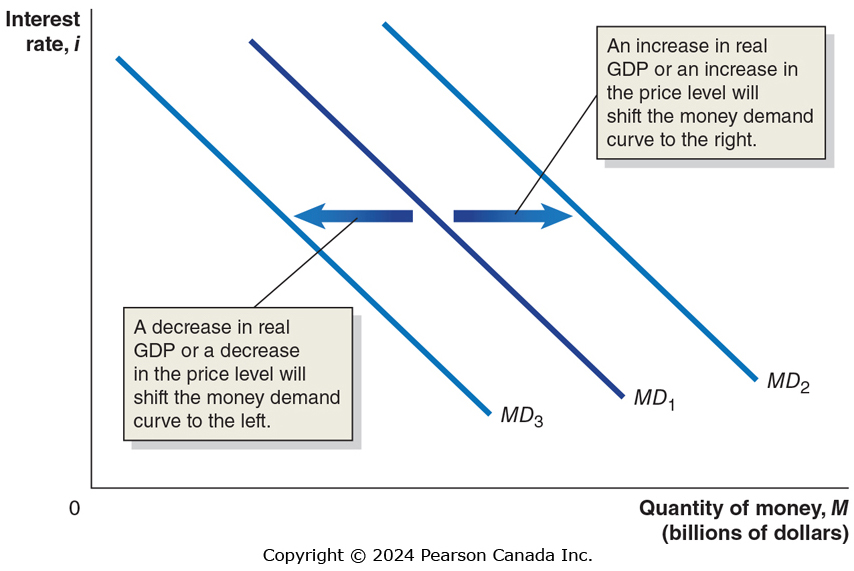 Interest
rate, i
An increase in real
GDP or an increase in
the price level will
shift the money demand
curve to the right.
A decrease in real
GDP or a decrease
in the price level will
shift the money demand
curve to the left.
MD2
MD1
MD3
0
Quantity of money, M
(billions of dollars)
Copyright © 2024 Pearson Canada Inc.